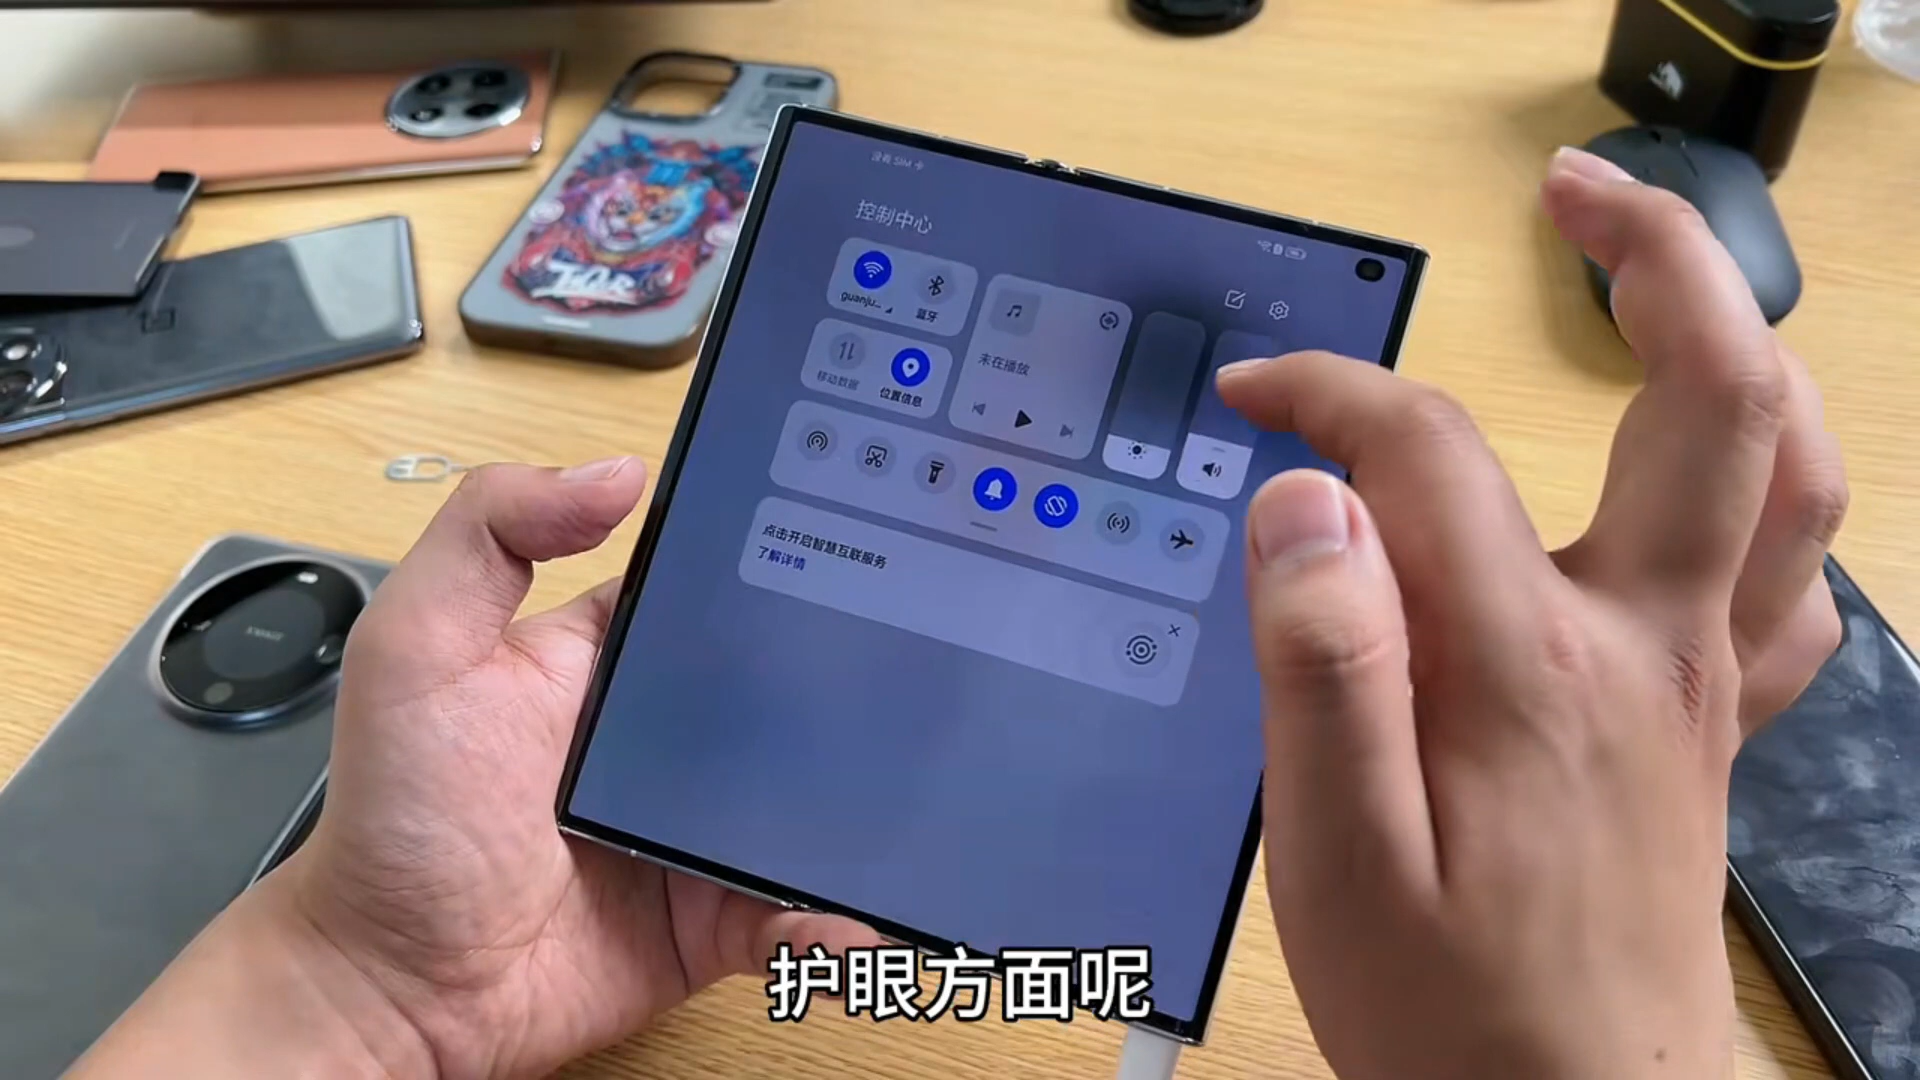 没有 SIM 卡
控制中心
guanju...
蓝牙
未在播放
移动数据
位置信息
点击开启智慧互联服务
了解详情
护眼方面呢